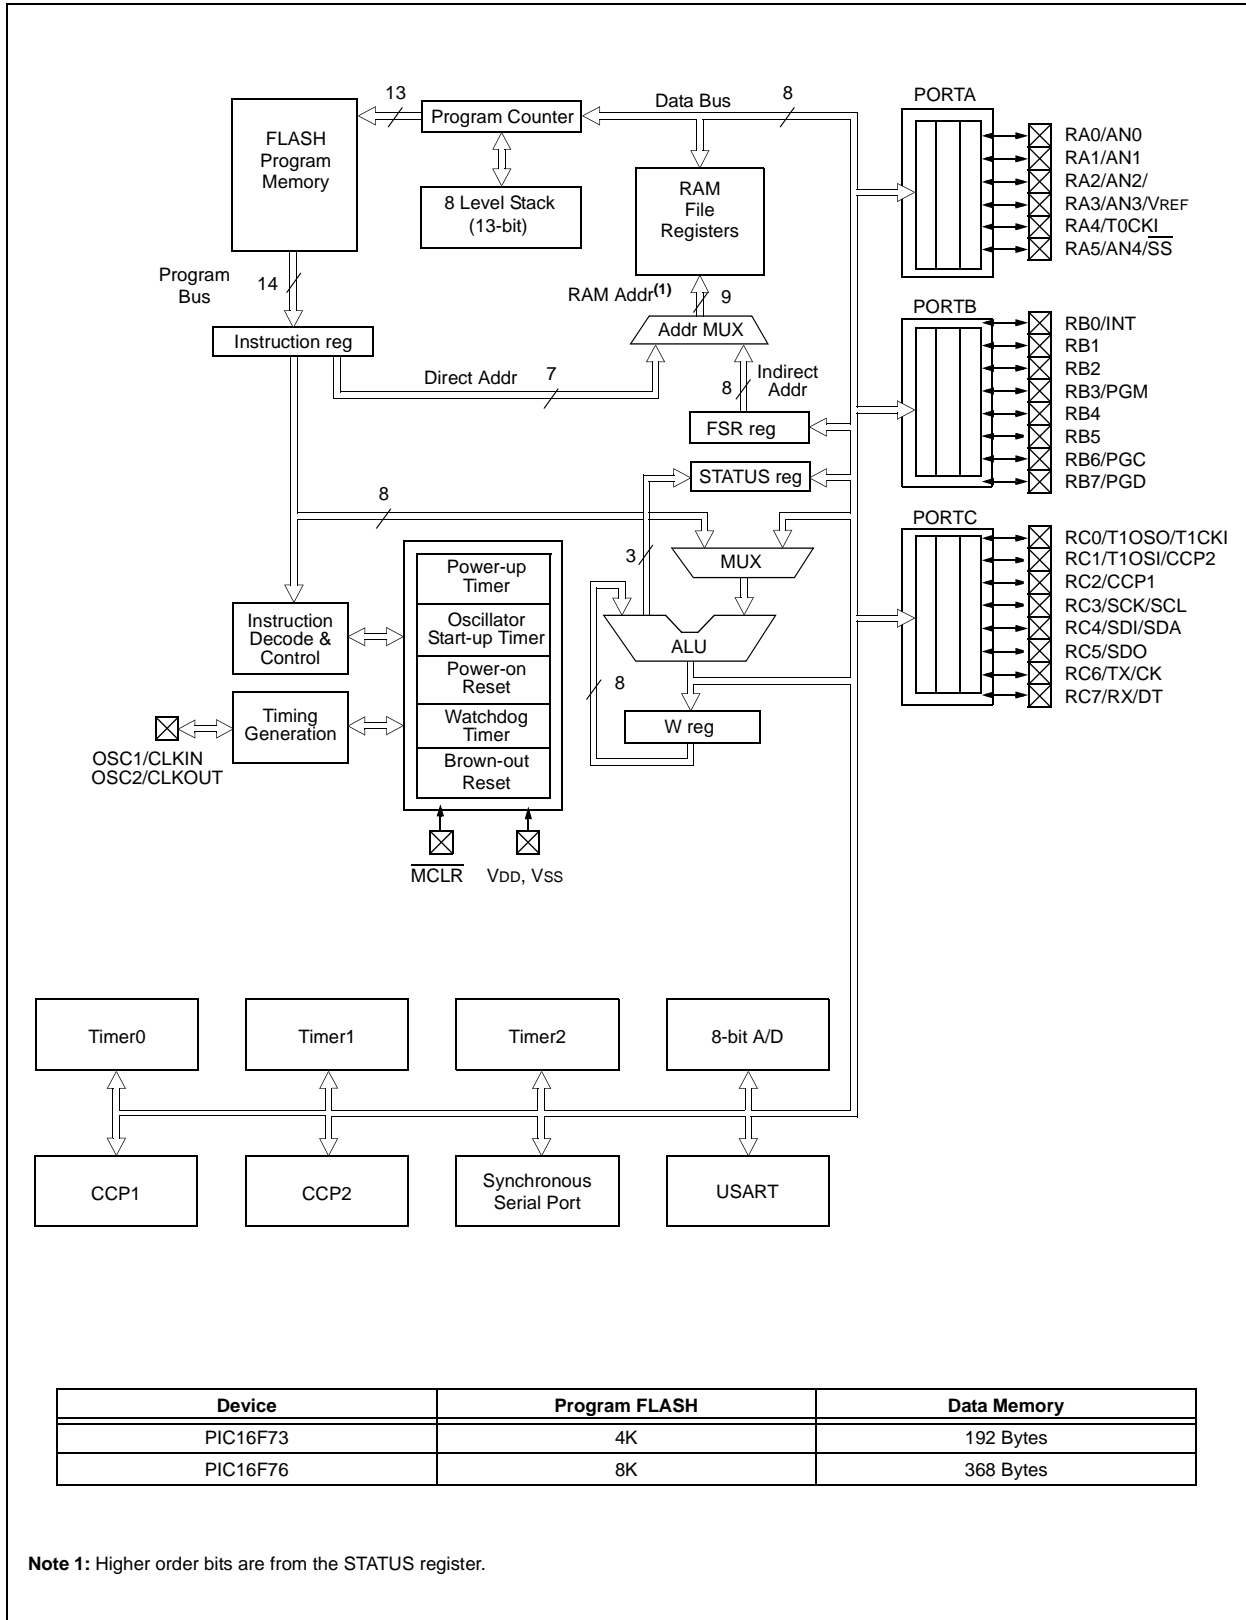 13
Data Bus
8
PORTA
Program Counter
FLASH
Program
Memory
8 Level Stack
(13-bit)
RAM
File
Registers
RA0/AN0
RA1/AN1
RA2/AN2/
RA3/AN3/VREF
RA4/T0CKI
RA5/AN4/SS
Program
Bus
14
RAM Addr(1)
9
PORTB
Instruction reg
Addr MUX
Direct Addr
7
Indirect
Addr
8
FSR reg
RB0/INT
RB1
RB2
RB3/PGM
RB4
RB5
RB6/PGC
RB7/PGD
STATUS reg
8
PORTC
3
MUX
Power-up
Timer
Oscillator
Start-up Timer
Power-on
Reset
Watchdog
Timer
Brown-out
Reset
Instruction
Decode &
Control
ALU
8
W reg
RC0/T1OSO/T1CKI
RC1/T1OSI/CCP2
RC2/CCP1
RC3/SCK/SCL
RC4/SDI/SDA
RC5/SDO
RC6/TX/CK
RC7/RX/DT
Timing
Generation
OSC1/CLKIN
OSC2/CLKOUT
MCLR
VDD, VSS
Timer0
Timer1
Timer2
8-bit A/D
CCP1
CCP2
Synchronous
Serial Port
USART
Device Program FLASH Data Memory
PIC16F73 4K 192 Bytes
PIC16F76 8K 368 Bytes
Note 1: Higher order bits are from the STATUS register.